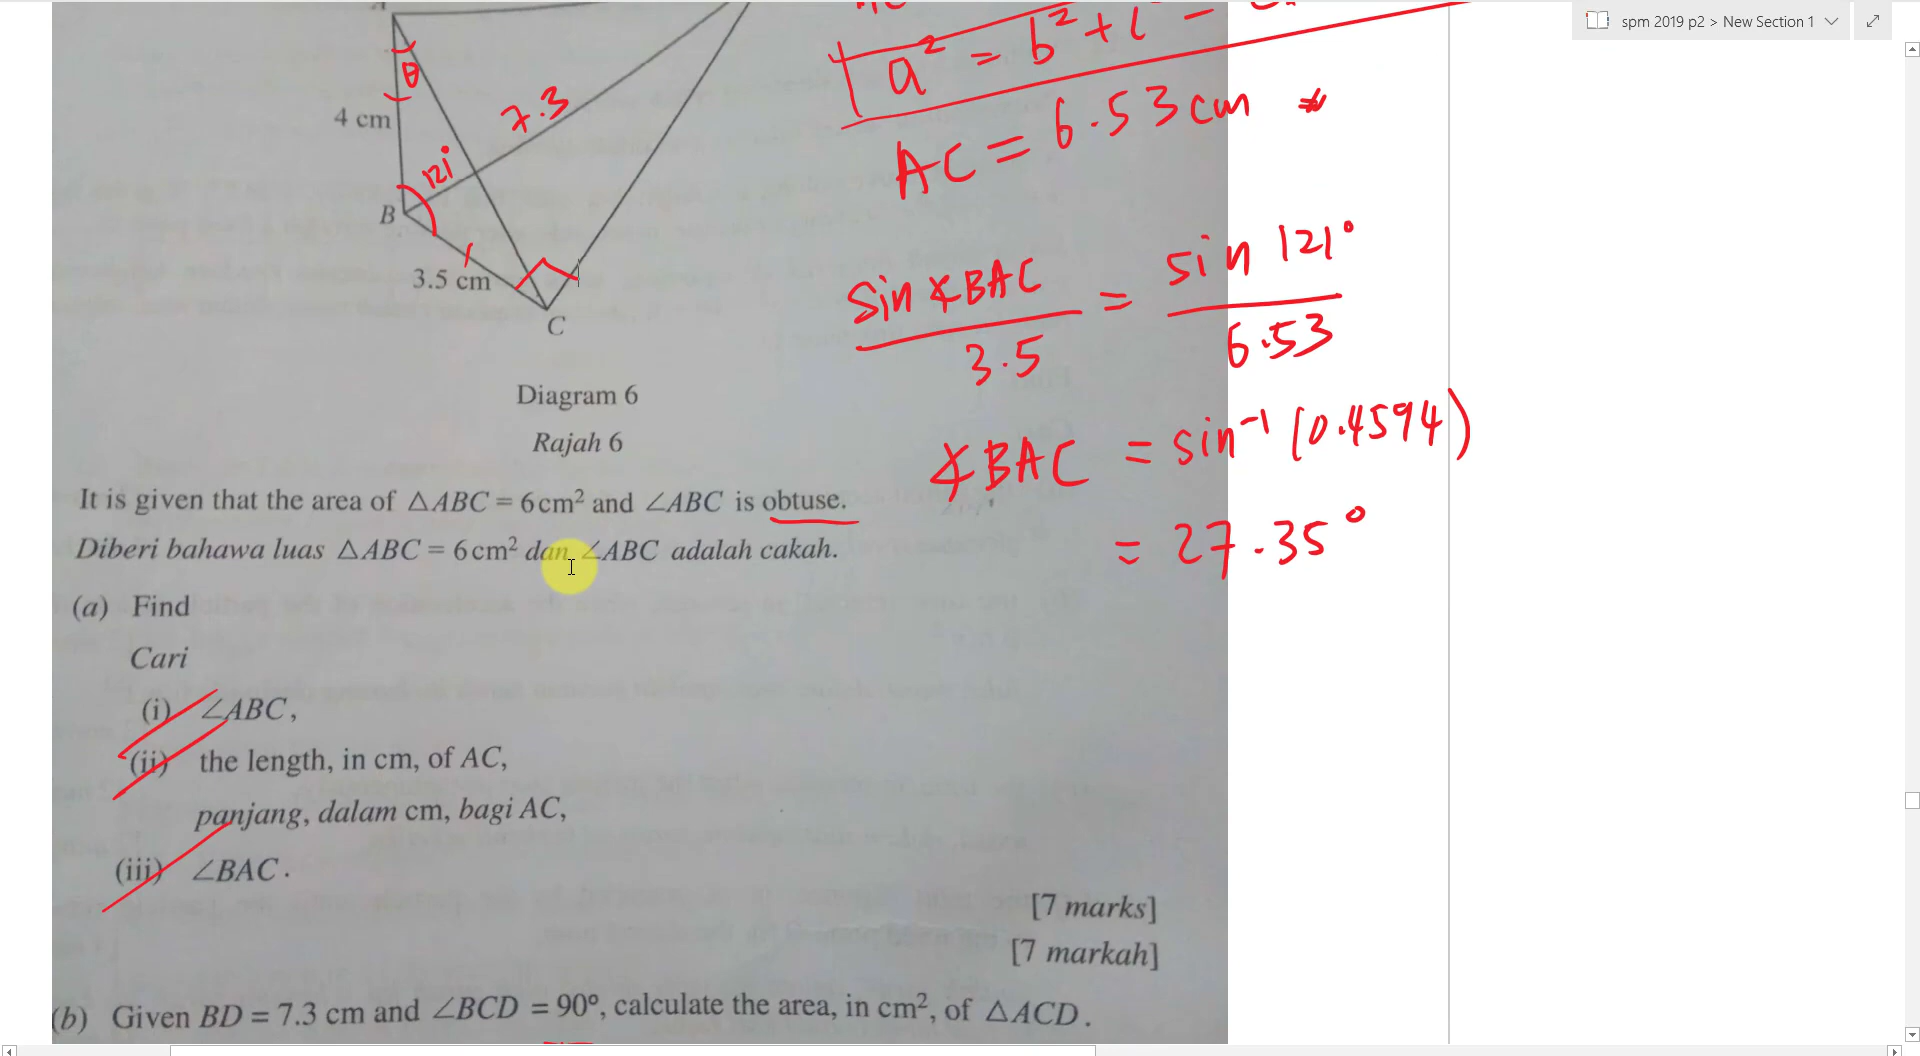 spm 2019 p2 > New Section 1
a² = b² +
AC = 6.53 cm
θ
4 cm
7.3
121°
B
3.5 cm
C
sin ∠BAC / 3.5 = sin 121° / 6.53
∠BAC = sin⁻¹ (0.4594)
= 27.35°
Diagram 6
Rajah 6
It is given that the area of △ABC = 6 cm² and ∠ABC is obtuse.
Diberi bahawa luas △ABC = 6 cm² dan ∠ABC adalah cakah.
(a) Find
Cari
(i) ∠ABC,
(ii) the length, in cm, of AC,
panjang, dalam cm, bagi AC,
(iii) ∠BAC.
[7 marks]
[7 markah]
(b) Given BD = 7.3 cm and ∠BCD = 90°, calculate the area, in cm², of △ACD.